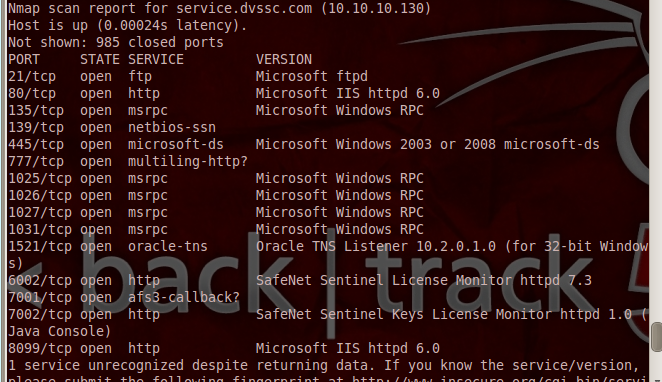 Nmap scan report for service.dvssc.com (10.10.10.130)
Host is up (0.00024s latency).
Not shown: 985 closed ports
PORT     STATE SERVICE         VERSION
21/tcp   open  ftp             Microsoft ftpd
80/tcp   open  http            Microsoft IIS httpd 6.0
135/tcp  open  msrpc           Microsoft Windows RPC
139/tcp  open  netbios-ssn
445/tcp  open  microsoft-ds    Microsoft Windows 2003 or 2008 microsoft-ds
777/tcp  open  multiling-http?
1025/tcp open  msrpc           Microsoft Windows RPC
1026/tcp open  msrpc           Microsoft Windows RPC
1027/tcp open  msrpc           Microsoft Windows RPC
1031/tcp open  msrpc           Microsoft Windows RPC
1521/tcp open  oracle-tns      Oracle TNS Listener 10.2.0.1.0 (for 32-bit Window
s)
6002/tcp open  http            SafeNet Sentinel License Monitor httpd 7.3
7001/tcp open  afs3-callback?
7002/tcp open  http            SafeNet Sentinel Keys License Monitor httpd 1.0 (
Java Console)
8099/tcp open  http            Microsoft IIS httpd 6.0
1 service unrecognized despite returning data. If you know the service/version,
please submit the following fingerprint at http://www.insecure.org/cgi-bin/servi
<< back | track